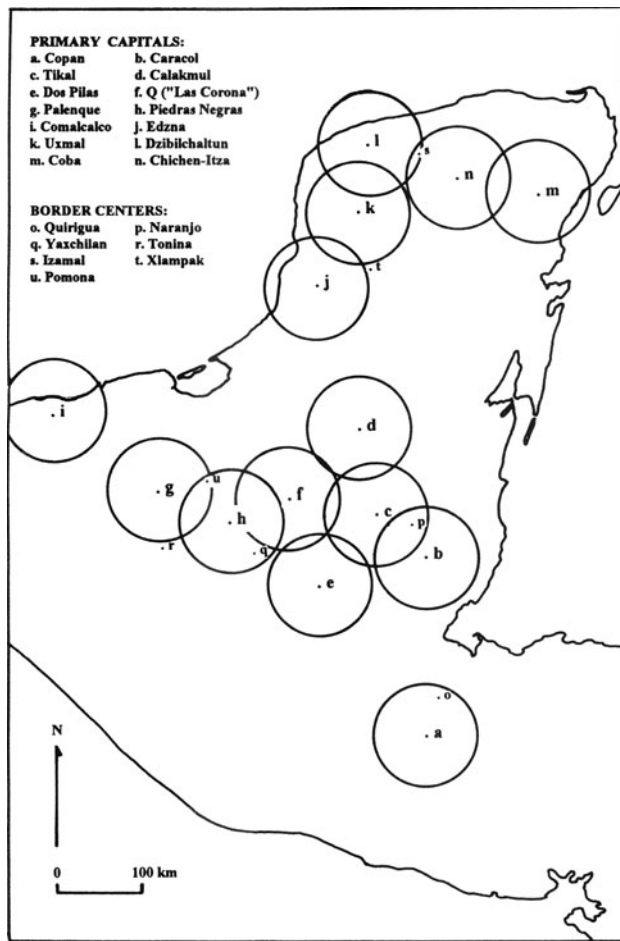 PRIMARY CAPITALS:
a. Copan b. Caracol
c. Tikal d. Calakmul
e. Dos Pilas f. Q ("Las Corona")
g. Palenque h. Piedras Negras
i. Comalcalco j. Edzna
k. Uxmal l. Dzibilchaltun
m. Coba n. Chichen-Itza
BORDER CENTERS:
o. Quirigua p. Naranjo
q. Yaxchilan r. Tonina
s. Izamal t. Xlampak
u. Pomona
l
s
n
m
k
t
j
i
d
u
g
f
h
c
p
r
q
b
e
o
a
N
0 100 km